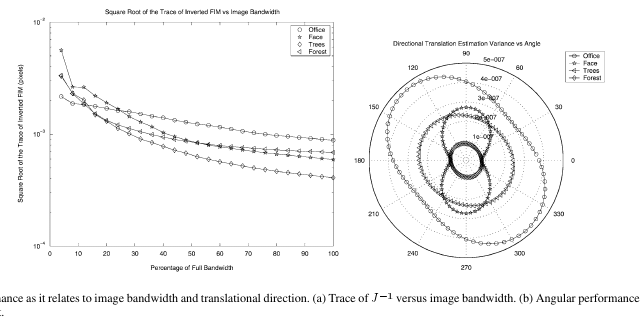 Square Root of the Trace of Inverted FIM vs Image Bandwidth
Square Root of the Trace of Inverted FIM (pixels)
10^-2
10^-3
10^-4
0 10 20 30 40 50 60 70 80 90 100
Percentage of Full Bandwidth
Office
Face
Trees
Forest
Directional Translation Estimation Variance vs Angle
90
5e-007
120
60
4e-007
3e-007
150
30
1e-007
180
0
210
330
240
300
270
Office
Face
Trees
Forest
ance as it relates to image bandwidth and translational direction. (a) Trace of J^-1 versus image bandwidth. (b) Angular performance